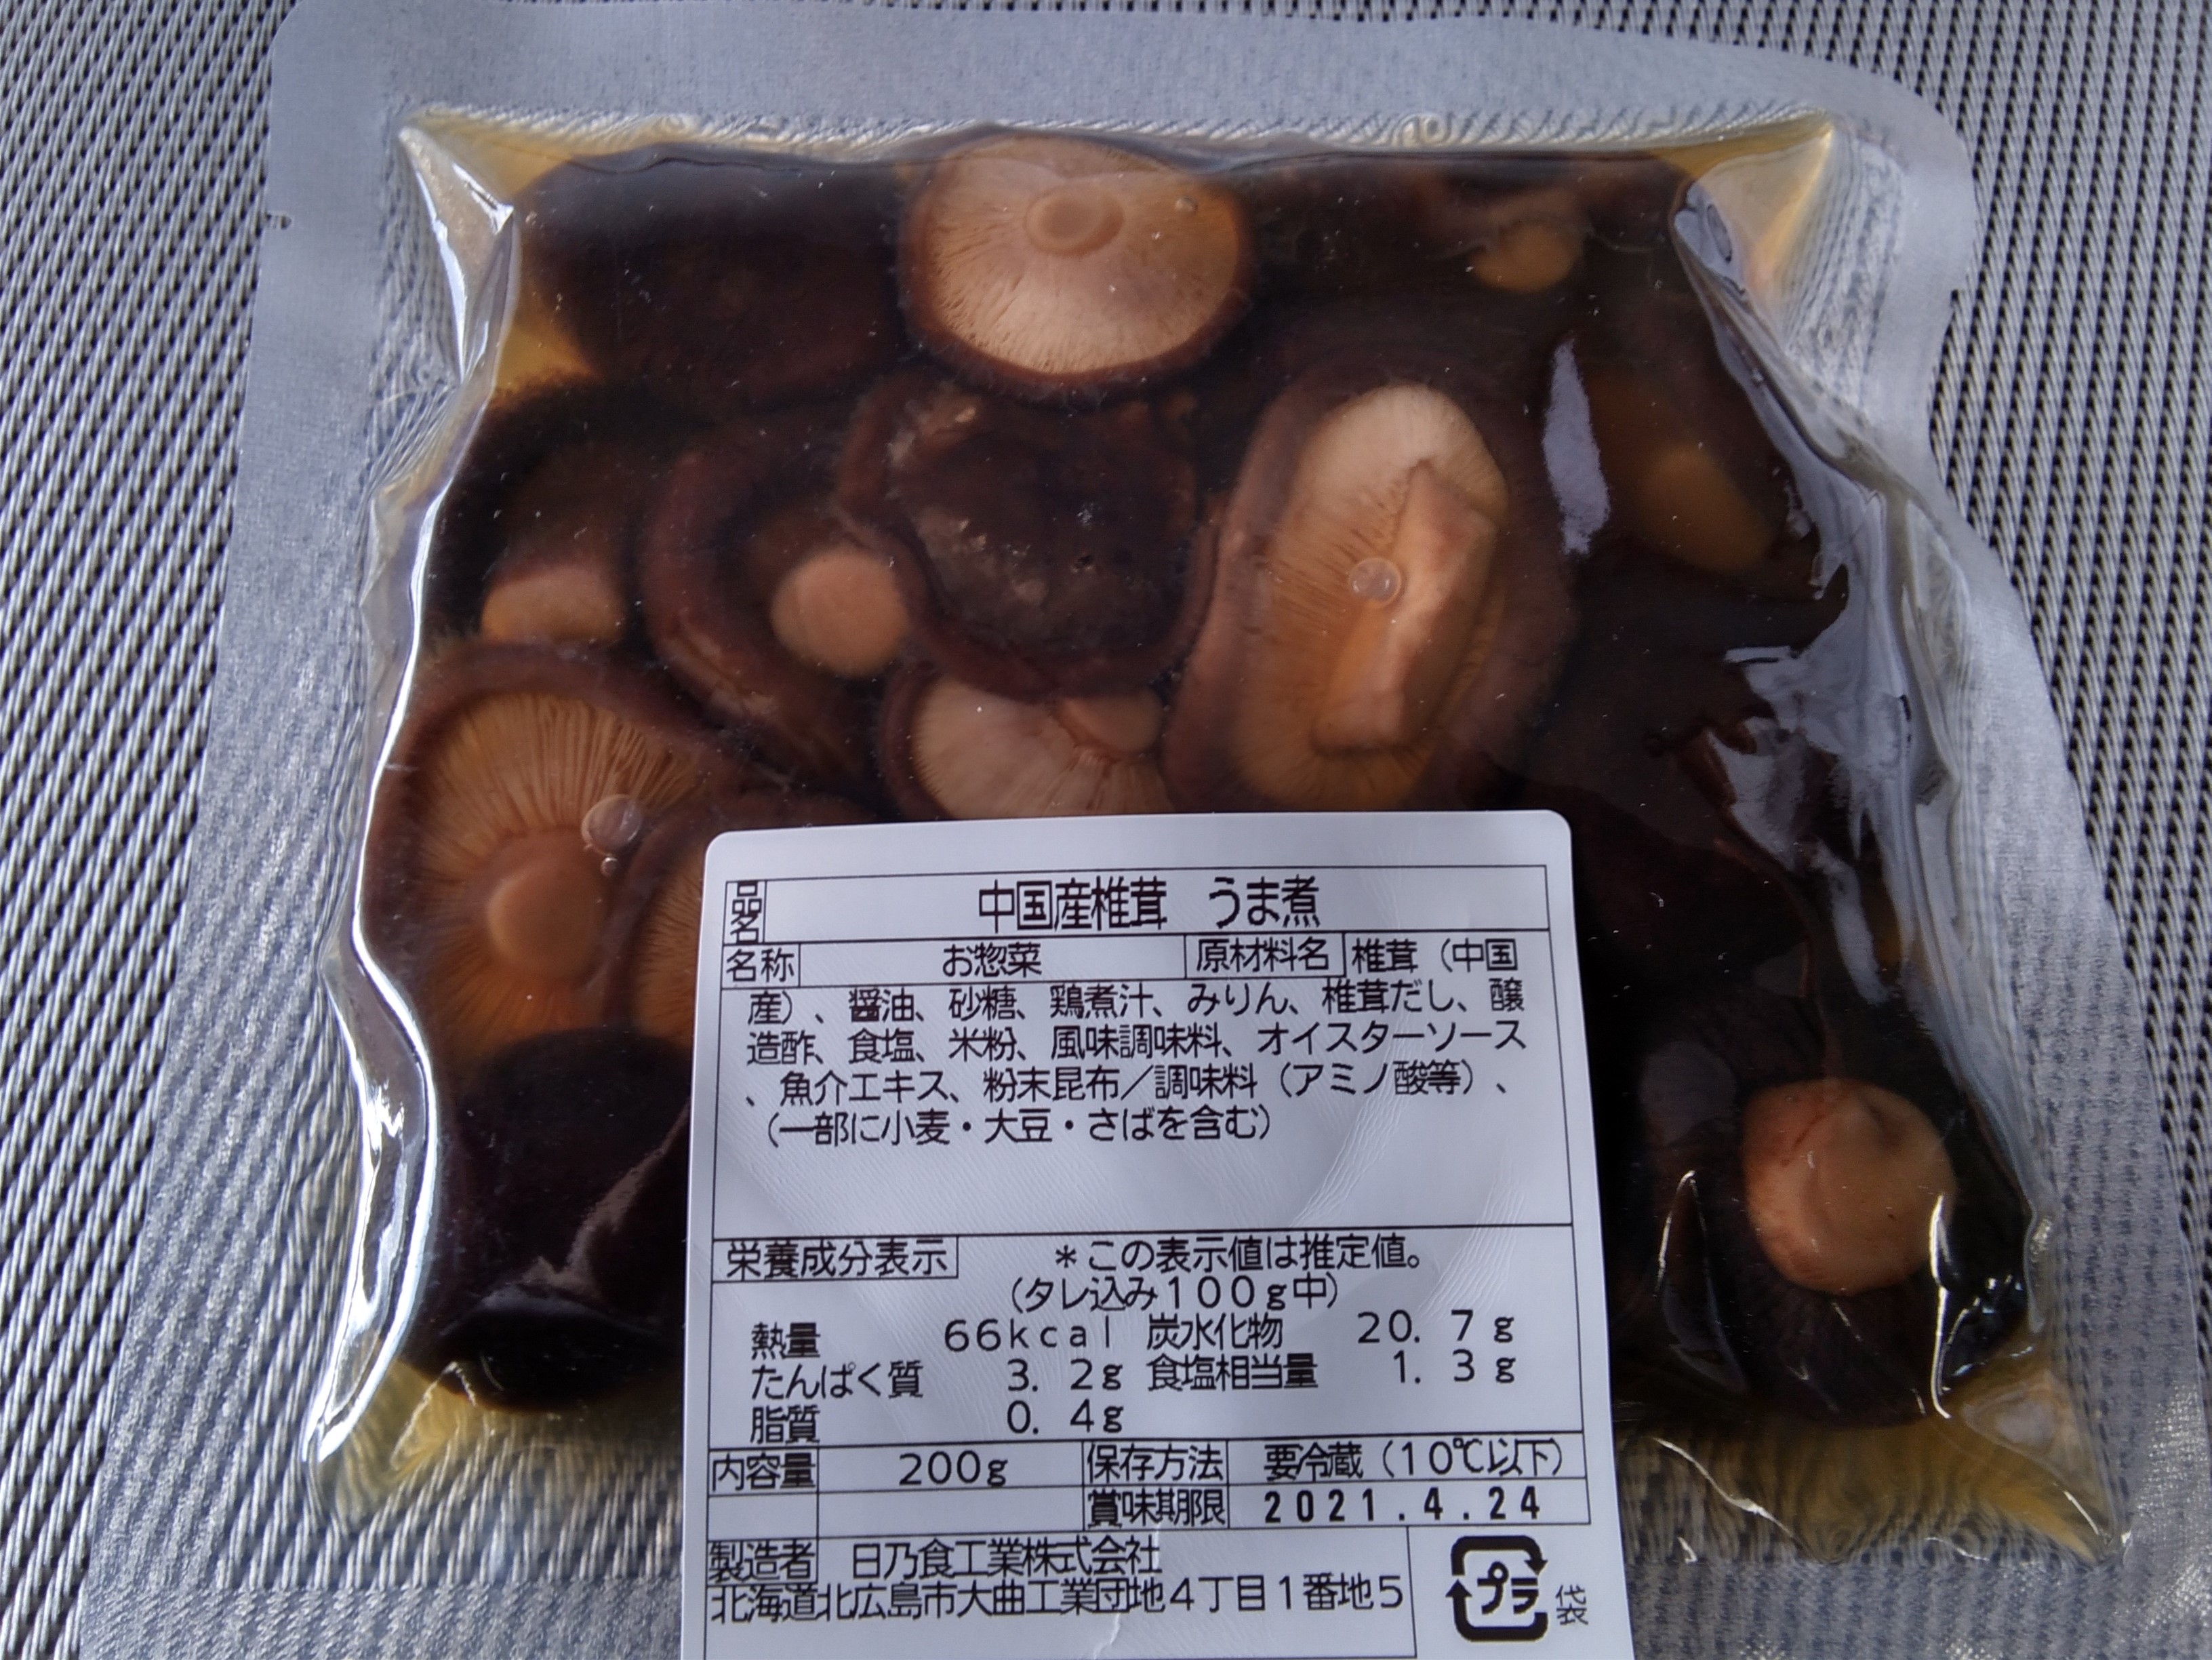 品名 中国産椎茸 うま煮
名称 お惣菜 原材料名 椎茸（中国
産）、醤油、砂糖、鶏煮汁、みりん、椎茸だし、醸
造酢、食塩、米粉、風味調味料、オイスターソース
、魚介エキス、粉末昆布／調味料（アミノ酸等）、
（一部に小麦・大豆・さばを含む）
栄養成分表示 ＊この表示値は推定値。
（タレ込み１００ｇ中）
熱量 66kcal 炭水化物 20.7g
たんぱく質 3.2g 食塩相当量 1.3g
脂質 0.4g
内容量 200g 保存方法 要冷蔵（10℃以下）
賞味期限 2021.4.24
製造者 日乃食工業株式会社
北海道北広島市大曲工業団地４丁目１番地５
プラ 袋